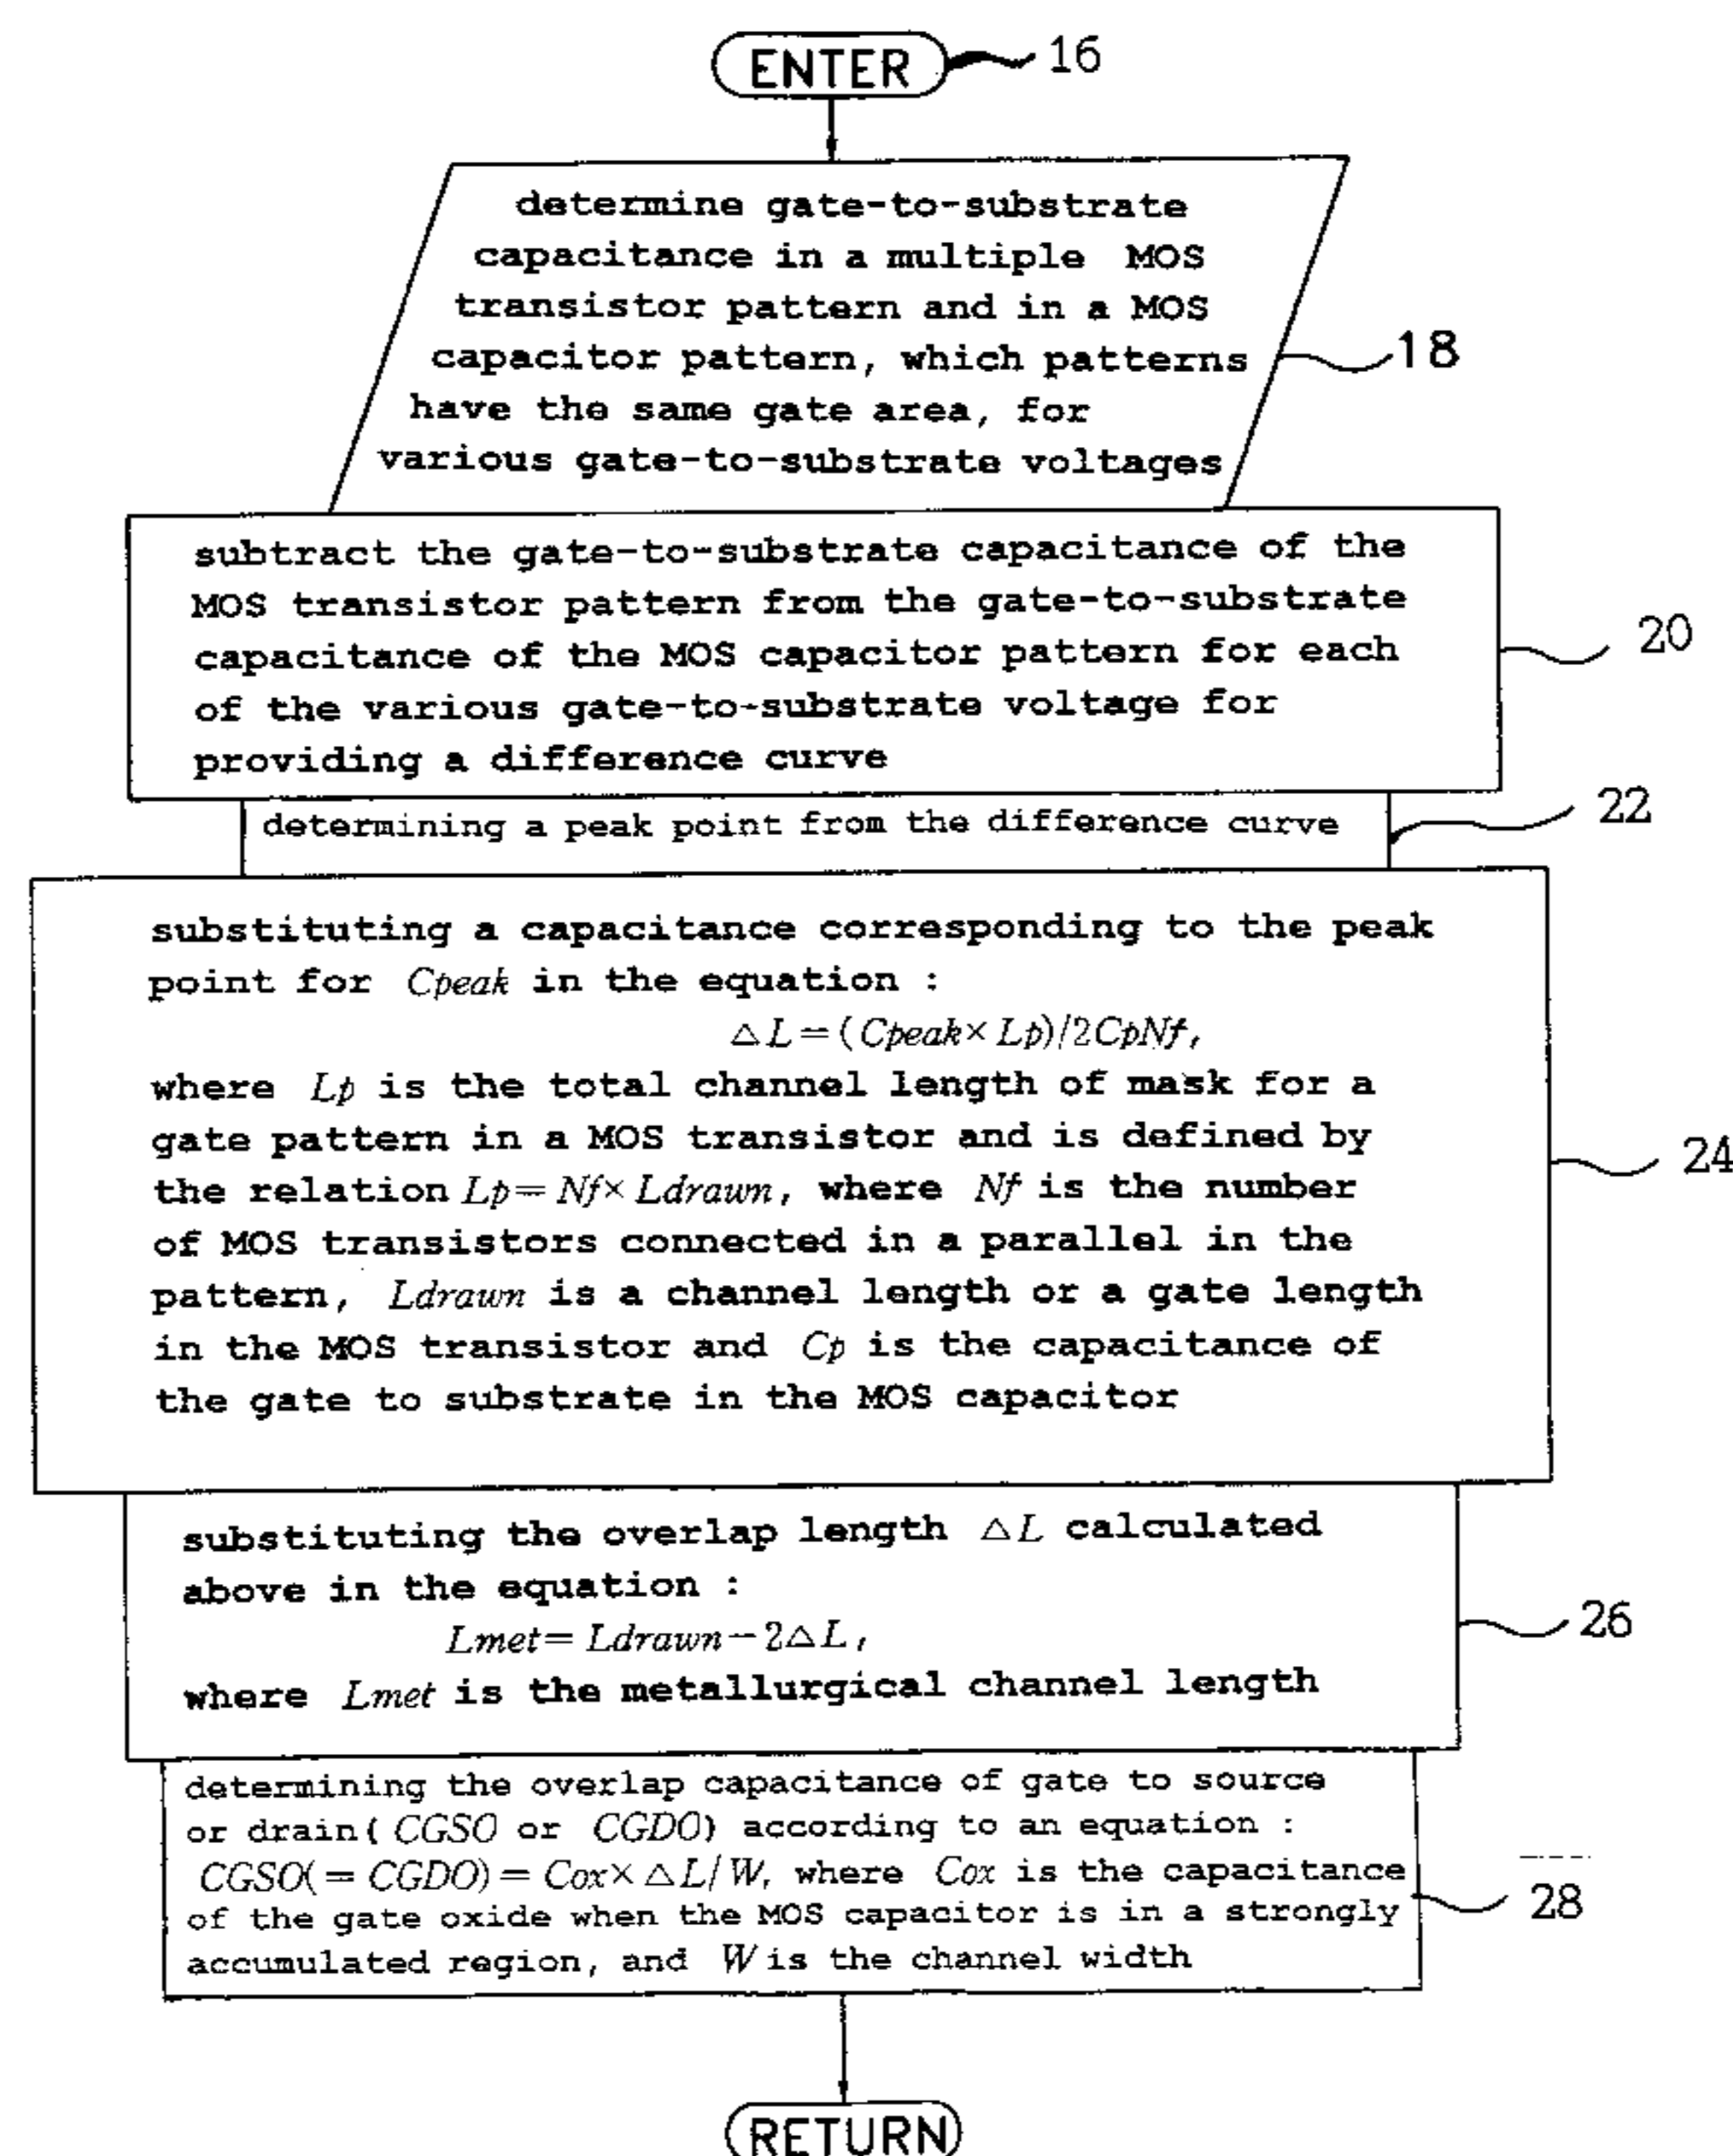 ENTER
16
determine gate-to-substrate
capacitance in a multiple MOS
transistor pattern and in a MOS
capacitor pattern, which patterns
have the same gate area, for
various gate-to-substrate voltages
18
subtract the gate-to-substrate capacitance of the
MOS transistor pattern from the gate-to-substrate
capacitance of the MOS capacitor pattern for each
of the various gate-to-substrate voltage for
providing a difference curve
20
determining a peak point from the difference curve
22
substituting a capacitance corresponding to the peak
point for Cpeak in the equation :
△L=(Cpeak×Lp)/2CpNf,
where Lp is the total channel length of mask for a
gate pattern in a MOS transistor and is defined by
the relation Lp=Nf×Ldrawn, where Nf is the number
of MOS transistors connected in a parallel in the
pattern, Ldrawn is a channel length or a gate length
in the MOS transistor and Cp is the capacitance of
the gate to substrate in the MOS capacitor
24
substituting the overlap length △L calculated
above in the equation :
Lmet=Ldrawn-2△L,
where Lmet is the metallurgical channel length
26
determining the overlap capacitance of gate to source
or drain(CGSO or CGDO) according to an equation :
CGSO(=CGDO)=Cox×△L/W, where Cox is the capacitance
of the gate oxide when the MOS capacitor is in a strongly
accumulated region, and W is the channel width
28
RETURN